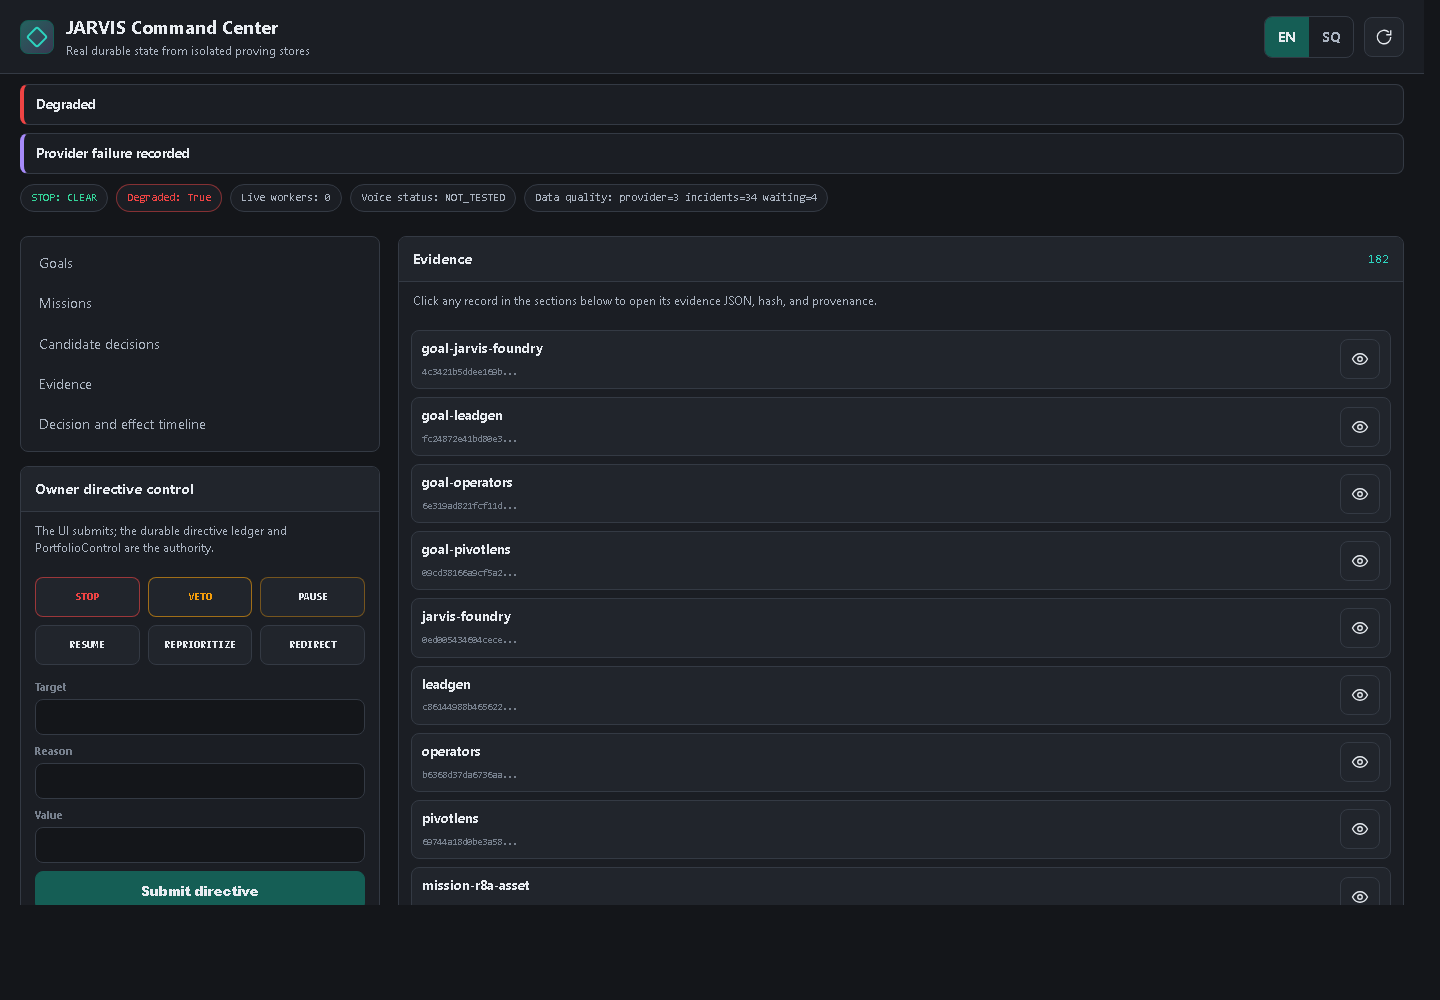 JARVIS Command Center
Real durable state from isolated proving stores
EN
SQ
Degraded
Provider failure recorded
STOP: CLEAR
Degraded: True
Live workers: 0
Voice status: NOT_TESTED
Data quality: provider=3 incidents=34 waiting=4
Goals
Missions
Candidate decisions
Evidence
Decision and effect timeline
Owner directive control
The UI submits; the durable directive ledger and
PortfolioControl are the authority.
STOP
VETO
PAUSE
RESUME
REPRIORITIZE
REDIRECT
Target
Reason
Value
Submit directive
Evidence
182
Click any record in the sections below to open its evidence JSON, hash, and provenance.
goal-jarvis-foundry
4c3421b5ddee169b...
goal-leadgen
fc24872e41bd80e3...
goal-operators
6e319ad821fcf11d...
goal-pivotlens
09cd38166a9cf5a2...
jarvis-foundry
0ed005434604cece...
leadgen
c86144988b465622...
operators
b6368d37da6736aa...
pivotlens
69744a18d0be3a58...
mission-r8a-asset